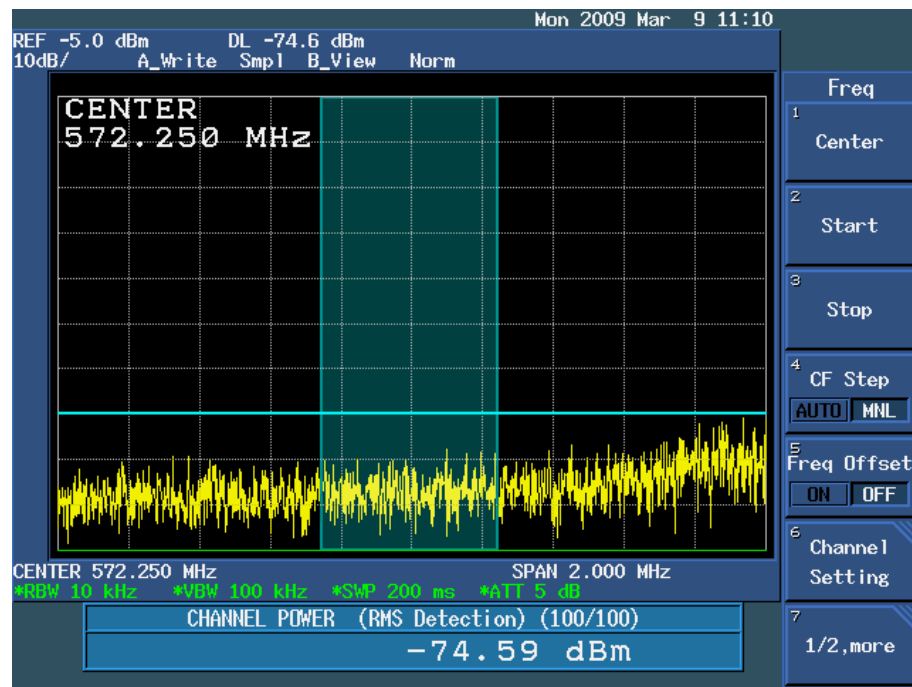 Mon 2009 Mar 9 11:10
REF -5.0 dBm DL -74.6 dBm
10dB/ A_Write Smpl B_View Norm
CENTER
572.250 MHz
CENTER 572.250 MHz SPAN 2.000 MHz
*RBW 10 kHz *VBW 100 kHz *SWP 200 ms *ATT 5 dB
CHANNEL POWER (RMS Detection) (100/100)
-74.59 dBm
Freq
1
Center
2
Start
3
Stop
4
CF Step
AUTO MNL
5
Freq Offset
ON OFF
6
Channel
Setting
7
1/2,more